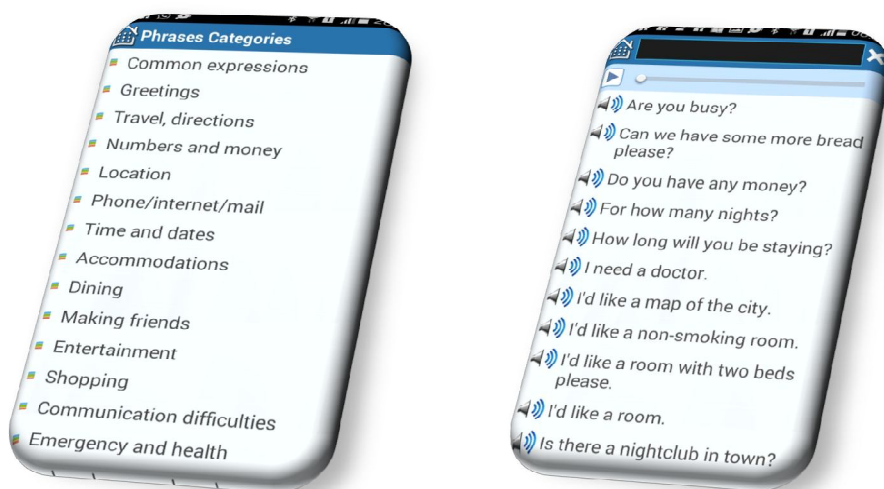 Phrases Categories
Common expressions
Greetings
Travel, directions
Numbers and money
Location
Phone/internet/mail
Time and dates
Accommodations
Dining
Making friends
Entertainment
Shopping
Communication difficulties
Emergency and health
Are you busy?
Can we have some more bread
please?
Do you have any money?
For how many nights?
How long will you be staying?
I need a doctor.
I'd like a map of the city.
I'd like a non-smoking room.
I'd like a room with two beds
please.
I'd like a room.
Is there a nightclub in town?